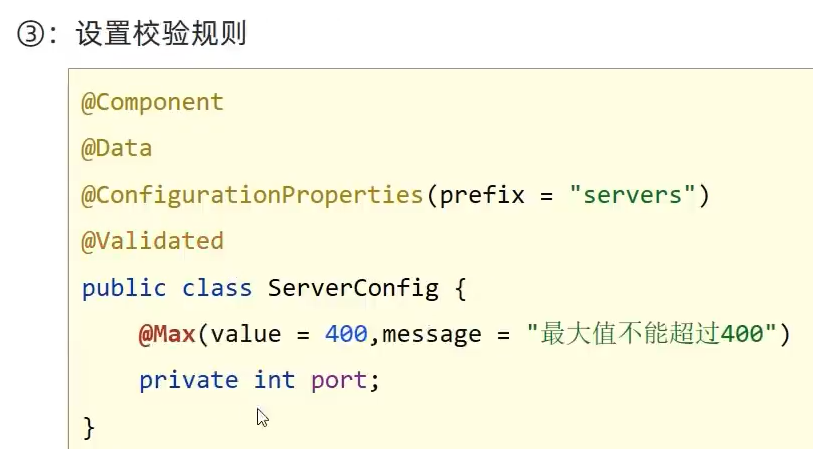 ③：设置校验规则
@Component
@Data
@ConfigurationProperties(prefix = "servers")
@Validated
public class ServerConfig {
    @Max(value = 400,message = "最大值不能超过400")
    private int port;
}